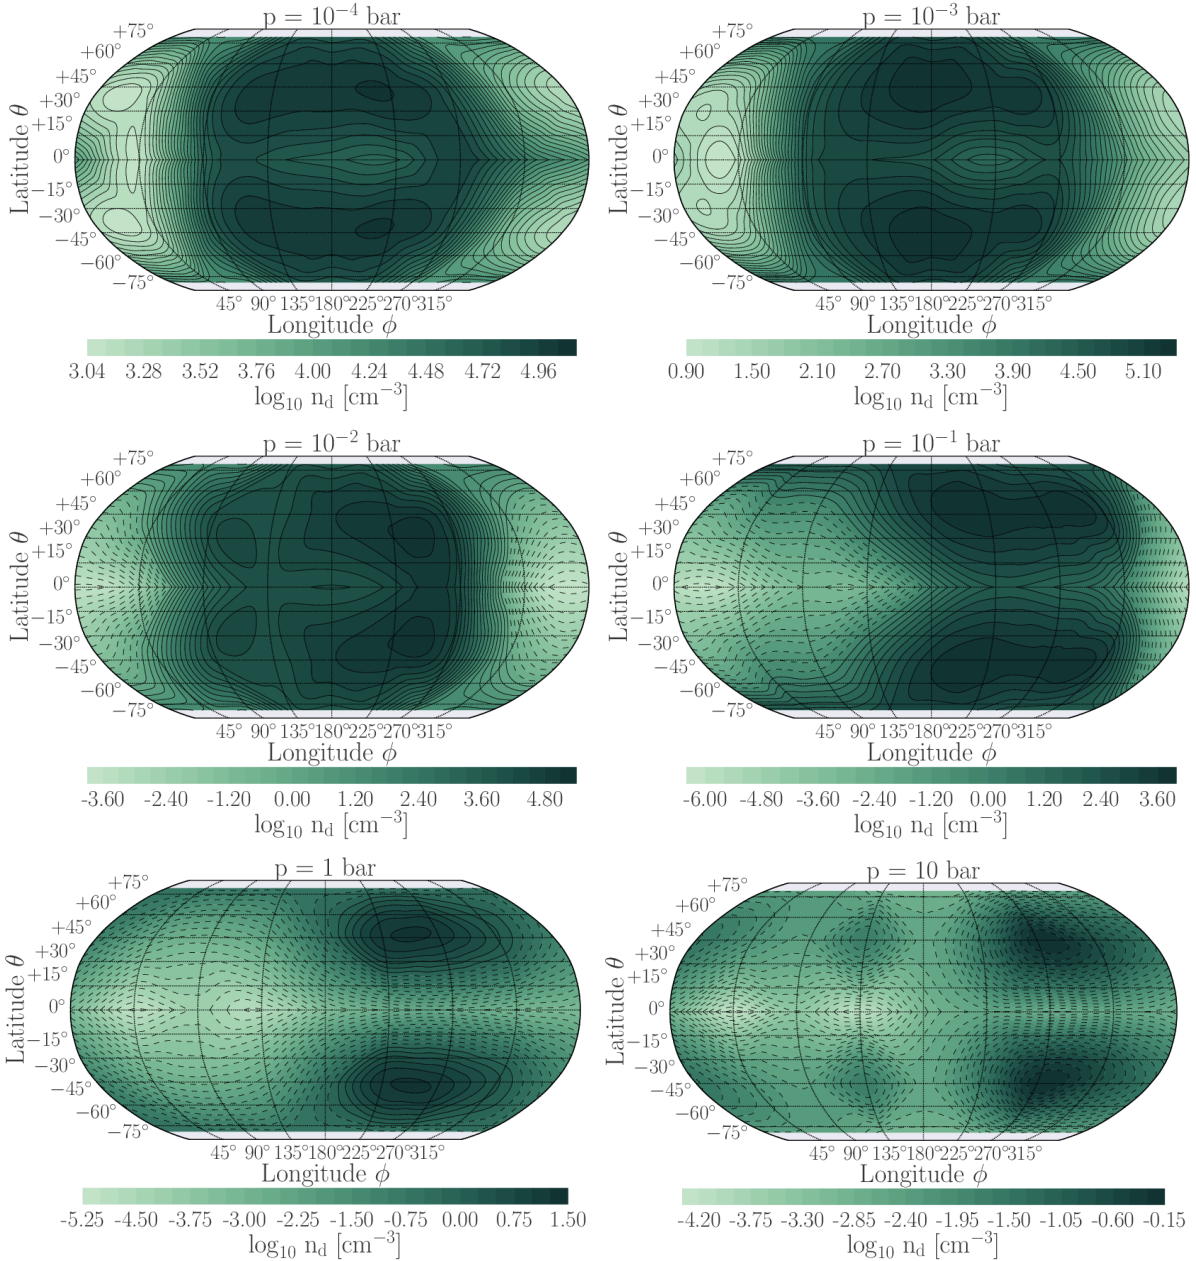 p = 10⁻⁴ bar
+75°
+60°
+45°
+30°
+15°
0°
−15°
−30°
−45°
−60°
−75°
Latitude θ
45° 90° 135° 180° 225° 270° 315°
Longitude ϕ
3.04 3.28 3.52 3.76 4.00 4.24 4.48 4.72 4.96
log₁₀ n_d [cm⁻³]
p = 10⁻³ bar
+75°
+60°
+45°
+30°
+15°
0°
−15°
−30°
−45°
−60°
−75°
Latitude θ
45° 90° 135° 180° 225° 270° 315°
Longitude ϕ
0.90 1.50 2.10 2.70 3.30 3.90 4.50 5.10
log₁₀ n_d [cm⁻³]
p = 10⁻² bar
+75°
+60°
+45°
+30°
+15°
0°
−15°
−30°
−45°
−60°
−75°
Latitude θ
45° 90° 135° 180° 225° 270° 315°
Longitude ϕ
-3.60 -2.40 -1.20 0.00 1.20 2.40 3.60 4.80
log₁₀ n_d [cm⁻³]
p = 10⁻¹ bar
+75°
+60°
+45°
+30°
+15°
0°
−15°
−30°
−45°
−60°
−75°
Latitude θ
45° 90° 135° 180° 225° 270° 315°
Longitude ϕ
-6.00 -4.80 -3.60 -2.40 -1.20 0.00 1.20 2.40 3.60
log₁₀ n_d [cm⁻³]
p = 1 bar
+75°
+60°
+45°
+30°
+15°
0°
−15°
−30°
−45°
−60°
−75°
Latitude θ
45° 90° 135° 180° 225° 270° 315°
Longitude ϕ
-5.25 -4.50 -3.75 -3.00 -2.25 -1.50 -0.75 0.00 0.75 1.50
log₁₀ n_d [cm⁻³]
p = 10 bar
+75°
+60°
+45°
+30°
+15°
0°
−15°
−30°
−45°
−60°
−75°
Latitude θ
45° 90° 135° 180° 225° 270° 315°
Longitude ϕ
-4.20 -3.75 -3.30 -2.85 -2.40 -1.95 -1.50 -1.05 -0.60 -0.15
log₁₀ n_d [cm⁻³]